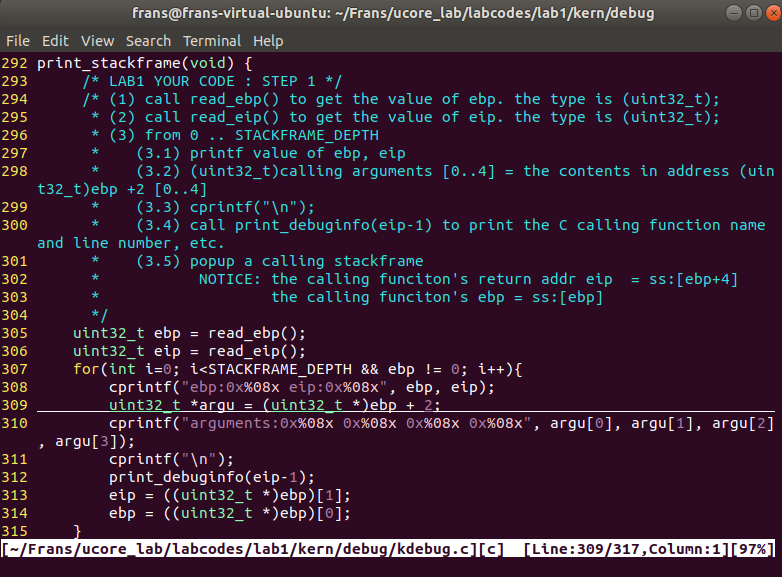 frans@frans-virtual-ubuntu: ~/Frans/ucore_lab/labcodes/lab1/kern/debug
File Edit View Search Terminal Help
292 print_stackframe(void) {
293      /* LAB1 YOUR CODE : STEP 1 */
294      /* (1) call read_ebp() to get the value of ebp. the type is (uint32_t);
295       * (2) call read_eip() to get the value of eip. the type is (uint32_t);
296       * (3) from 0 .. STACKFRAME_DEPTH
297       *    (3.1) printf value of ebp, eip
298       *    (3.2) (uint32_t)calling arguments [0..4] = the contents in address (uin
t32_t)ebp +2 [0..4]
299       *    (3.3) cprintf("\n");
300       *    (3.4) call print_debuginfo(eip-1) to print the C calling function name
and line number, etc.
301       *    (3.5) popup a calling stackframe
302       *           NOTICE: the calling funciton's return addr eip  = ss:[ebp+4]
303       *                   the calling funciton's ebp = ss:[ebp]
304       */
305     uint32_t ebp = read_ebp();
306     uint32_t eip = read_eip();
307     for(int i=0; i<STACKFRAME_DEPTH && ebp != 0; i++){
308         cprintf("ebp:0x%08x eip:0x%08x", ebp, eip);
309         uint32_t *argu = (uint32_t *)ebp + 2;
310         cprintf("arguments:0x%08x 0x%08x 0x%08x 0x%08x", argu[0], argu[1], argu[2]
, argu[3]);
311         cprintf("\n");
312         print_debuginfo(eip-1);
313         eip = ((uint32_t *)ebp)[1];
314         ebp = ((uint32_t *)ebp)[0];
315     }
[~/Frans/ucore_lab/labcodes/lab1/kern/debug/kdebug.c][c]  [Line:309/317,Column:1][97%]